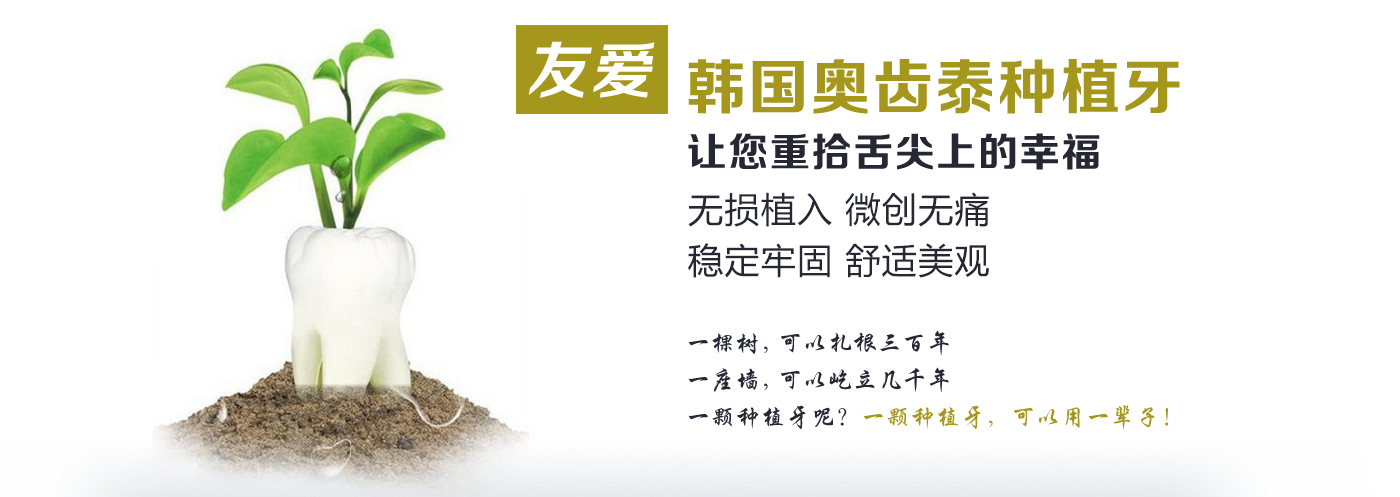 友爱
韩国奥齿泰种植牙
让您重拾舌尖上的幸福
无损植入 微创无痛
稳定牢固 舒适美观
一棵树，可以扎根三百年
一座墙，可以屹立几千年
一颗种植牙呢？一颗种植牙，可以用一辈子！